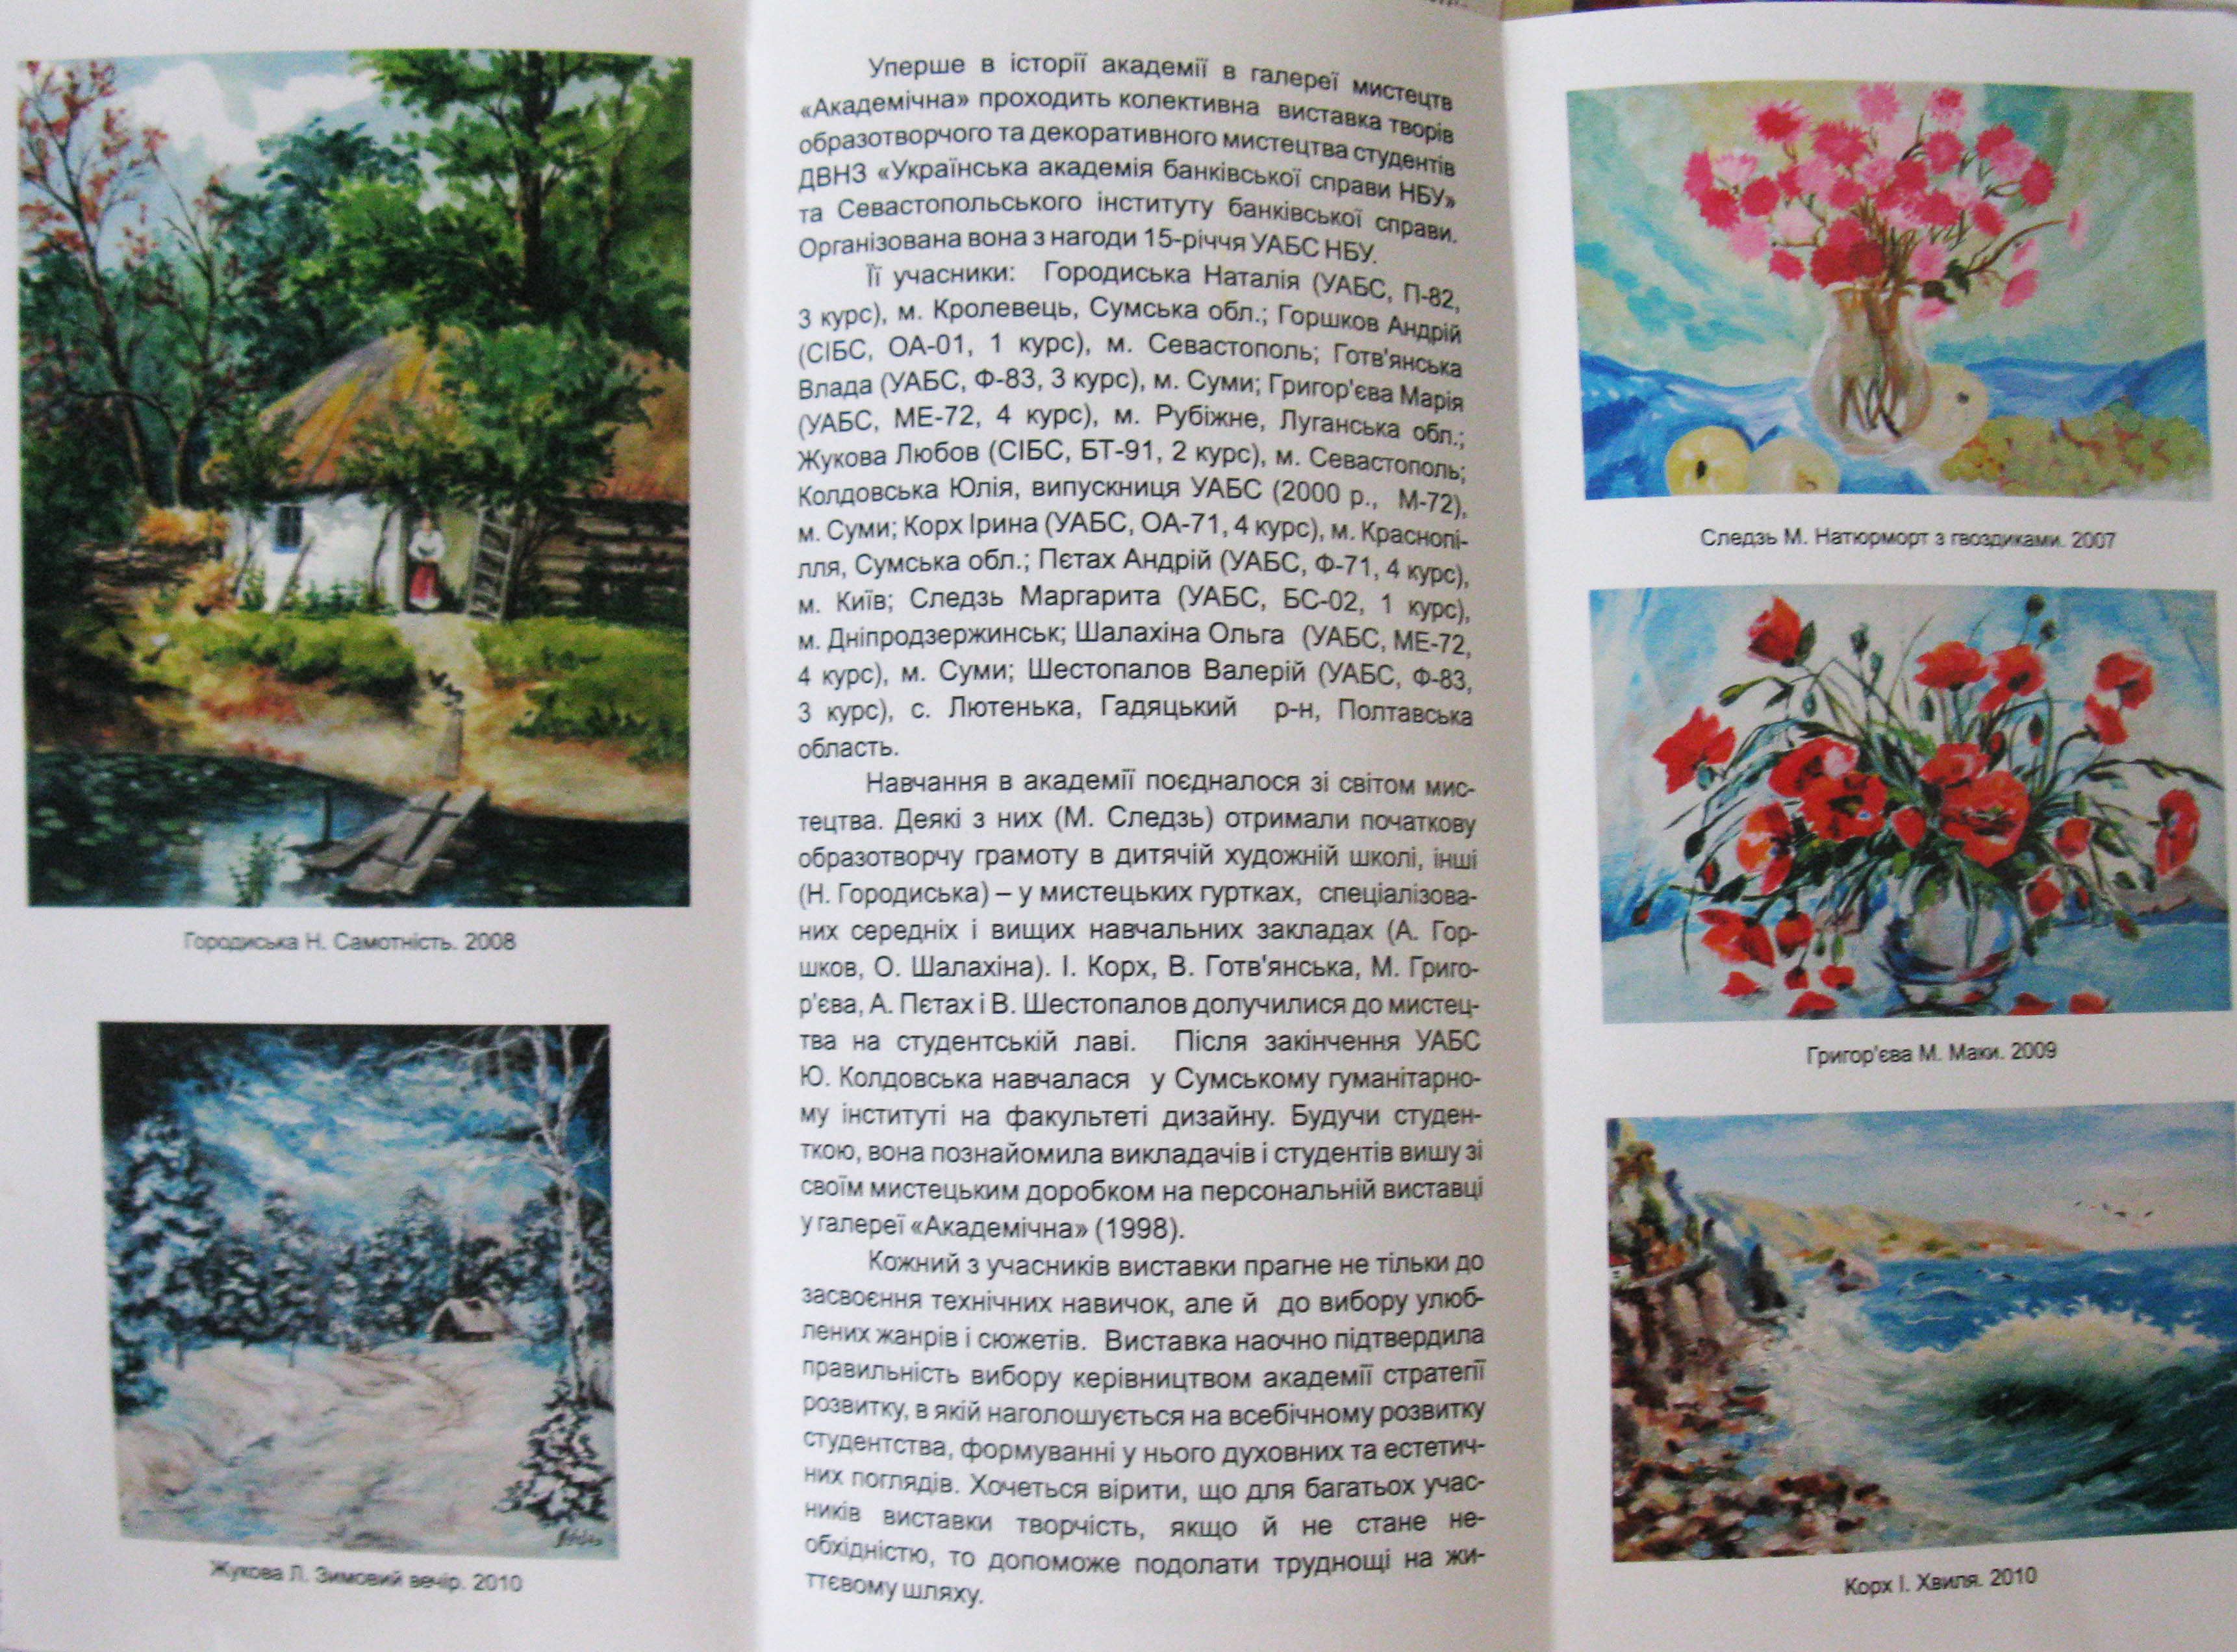 Городиська Н. Самотність. 2008
Жукова Л. Зимовий вечір. 2010
Уперше в історії академії в галереї мистецтв
«Академічна» проходить колективна виставка творів
образотворчого та декоративного мистецтва студентів
ДВНЗ «Українська академія банківської справи НБУ»
та Севастопольського інституту банківської справи.
Організована вона з нагоди 15-річчя УАБС НБУ.
Її учасники: Городиська Наталія (УАБС, П-82,
3 курс), м. Кролевець, Сумська обл.; Горшков Андрій
(СІБС, ОА-01, 1 курс), м. Севастополь; Готв'янська
Влада (УАБС, Ф-83, 3 курс), м. Суми; Григор'єва Марія
(УАБС, МЕ-72, 4 курс), м. Рубіжне, Луганська обл.;
Жукова Любов (СІБС, БТ-91, 2 курс), м. Севастополь;
Колдовська Юлія, випускниця УАБС (2000 р., М-72),
м. Суми; Корх Ірина (УАБС, ОА-71, 4 курс), м. Краснопі-
лля, Сумська обл.; Пєтах Андрій (УАБС, Ф-71, 4 курс),
м. Київ; Следзь Маргарита (УАБС, БС-02, 1 курс),
м. Дніпродзержинськ; Шалахіна Ольга (УАБС, МЕ-72,
4 курс), м. Суми; Шестопалов Валерій (УАБС, Ф-83,
3 курс), с. Лютенька, Гадяцький р-н, Полтавська
область.
Навчання в академії поєдналося зі світом мис-
тецтва. Деякі з них (М. Следзь) отримали початкову
образотворчу грамоту в дитячій художній школі, інші
(Н. Городиська) – у мистецьких гуртках, спеціалізова-
них середніх і вищих навчальних закладах (А. Гор-
шков, О. Шалахіна). І. Корх, В. Готв'янська, М. Григо-
р'єва, А. Пєтах і В. Шестопалов долучилися до мистец-
тва на студентській лаві. Після закінчення УАБС
Ю. Колдовська навчалася у Сумському гуманітарно-
му інституті на факультеті дизайну. Будучи студен-
ткою, вона познайомила викладачів і студентів вишу зі
своїм мистецьким доробком на персональній виставці
у галереї «Академічна» (1998).
Кожний з учасників виставки прагне не тільки до
засвоєння технічних навичок, але й до вибору улюб-
лених жанрів і сюжетів. Виставка наочно підтвердила
правильність вибору керівництвом академії стратегії
розвитку, в якій наголошується на всебічному розвитку
студентства, формуванні у нього духовних та естетич-
них поглядів. Хочеться вірити, що для багатьох учас-
ників виставки творчість, якщо й не стане не-
обхідністю, то допоможе подолати труднощі на жи-
ттєвому шляху.
Следзь М. Натюрморт з гвоздиками. 2007
Григор'єва М. Маки. 2009
Корх І. Хвиля. 2010